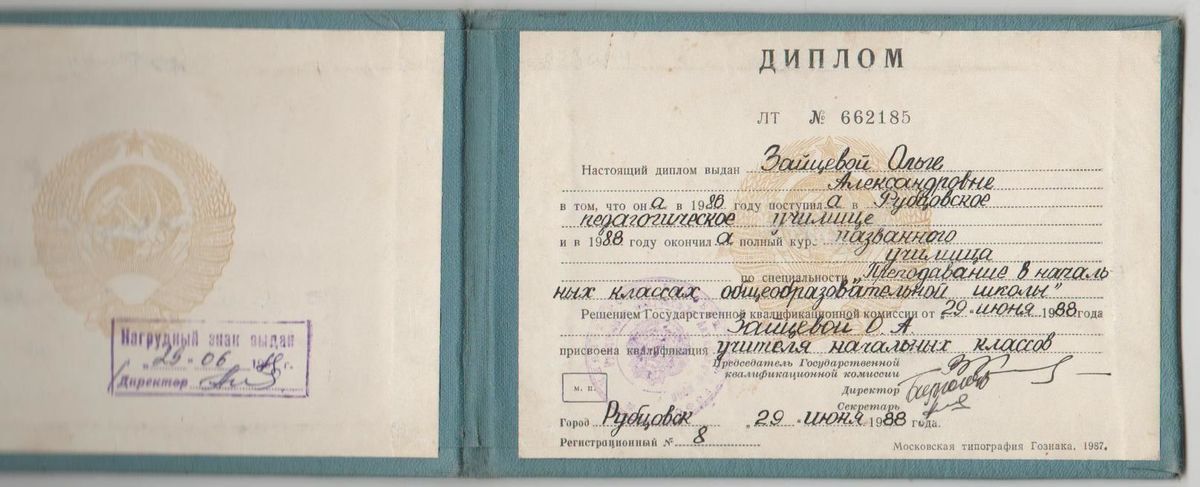 Нагрудный знак выдан
„29“ 06 1988 г.
Директор
ДИПЛОМ
ЛТ № 662185
Настоящий диплом выдан Зайцевой Ольге
Александровне
в том, что она в 1986 году поступила в Рубцовское
педагогическое училище
и в 1988 году окончила полный курс названного
училища
по специальности „Преподавание в началь
ных классах общеобразовательной школы"
Решением Государственной квалификационной комиссии от „29 июня 1988 года
Зайцевой О. А
присвоена квалификация учителя начальных классов
Председатель Государственной
квалификационной комиссии
Директор
Секретарь
м. п.
Город Рубцовск „29 июня 1988 года.
Регистрационный № 8
Московская типография Гознака. 1987.